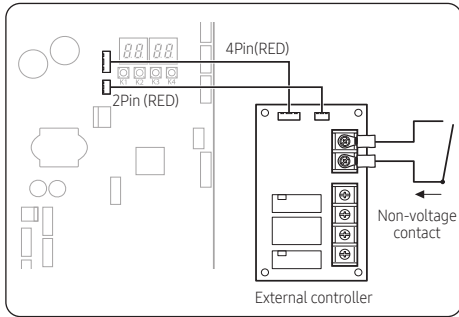 88 88
4Pin(RED)
K1 K2 K3 K4
2Pin (RED)
Non-voltage
contact
External controller